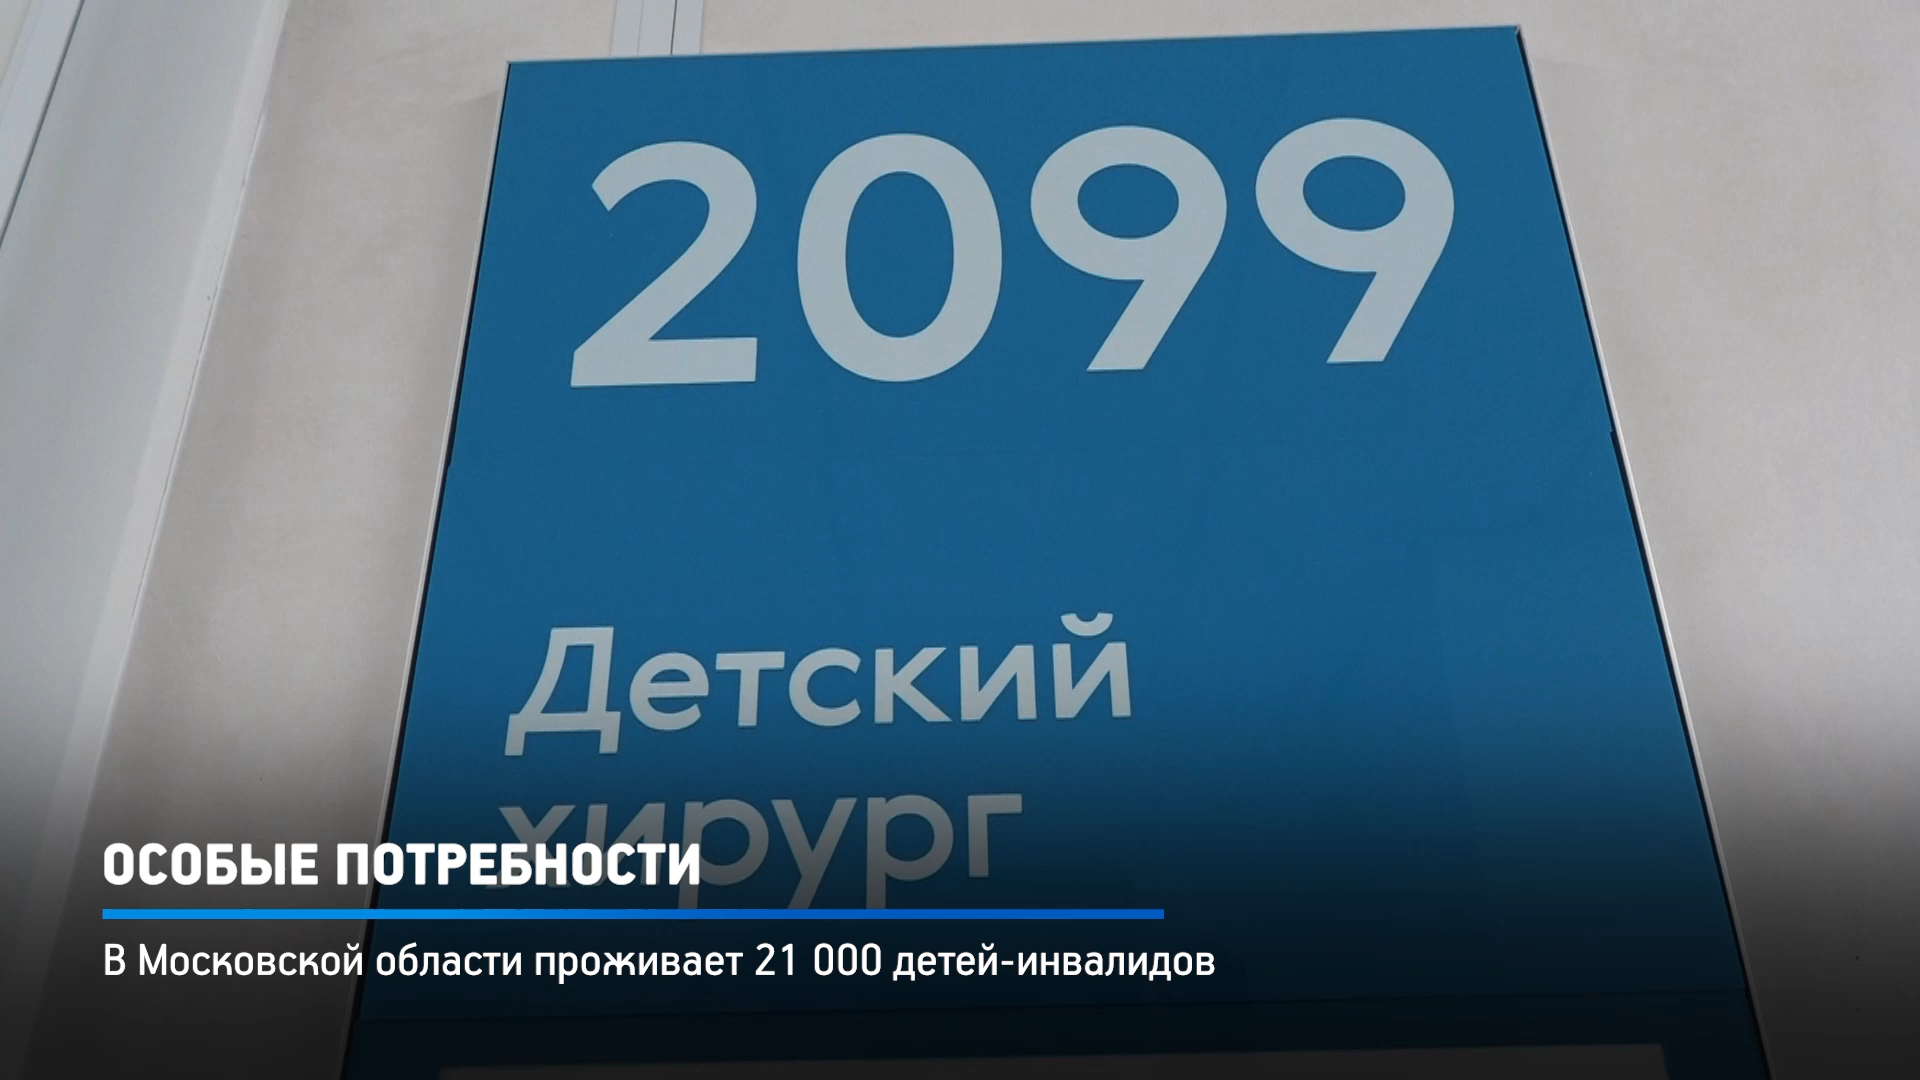 2099
Детский
хирург
ОСОБЫЕ ПОТРЕБНОСТИ
В Московской области проживает 21 000 детей-инвалидов